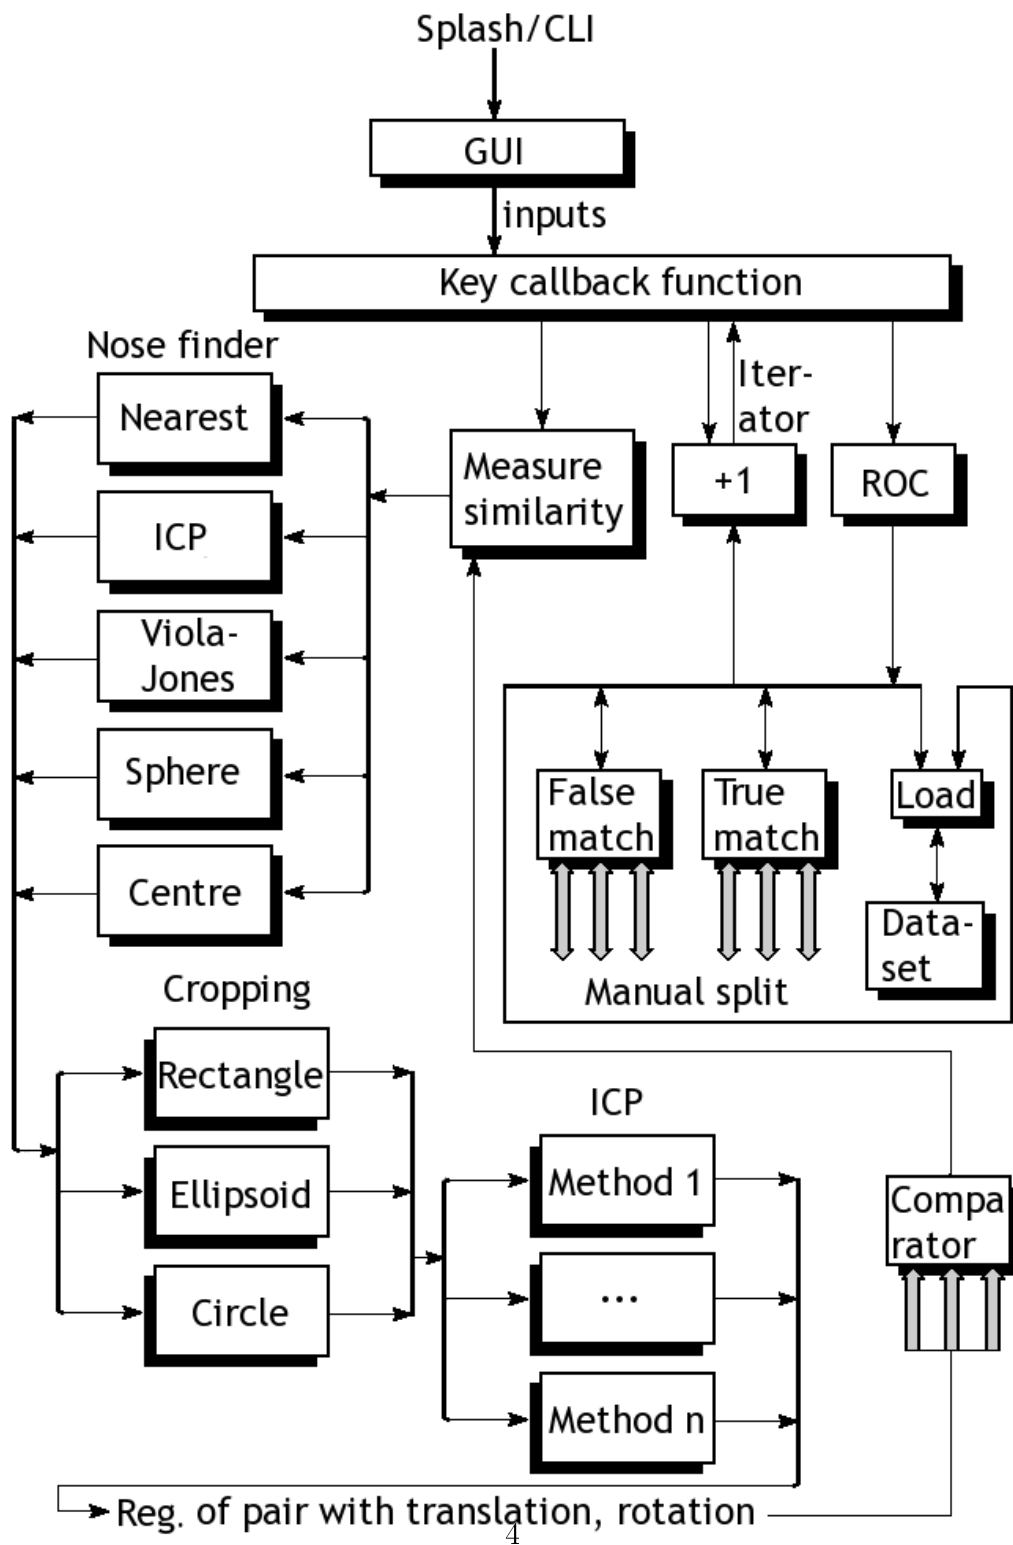 Splash/CLI
GUI
inputs
Key callback function
Nose finder
Iter-
ator
Nearest
Measure
similarity
+1
ROC
ICP
Viola-
Jones
Sphere
False
match
True
match
Load
Centre
Data-
set
Manual split
Cropping
Rectangle
ICP
Method 1
Ellipsoid
Compa
rator
...
Circle
Method n
Reg. of pair with translation, rotation
4